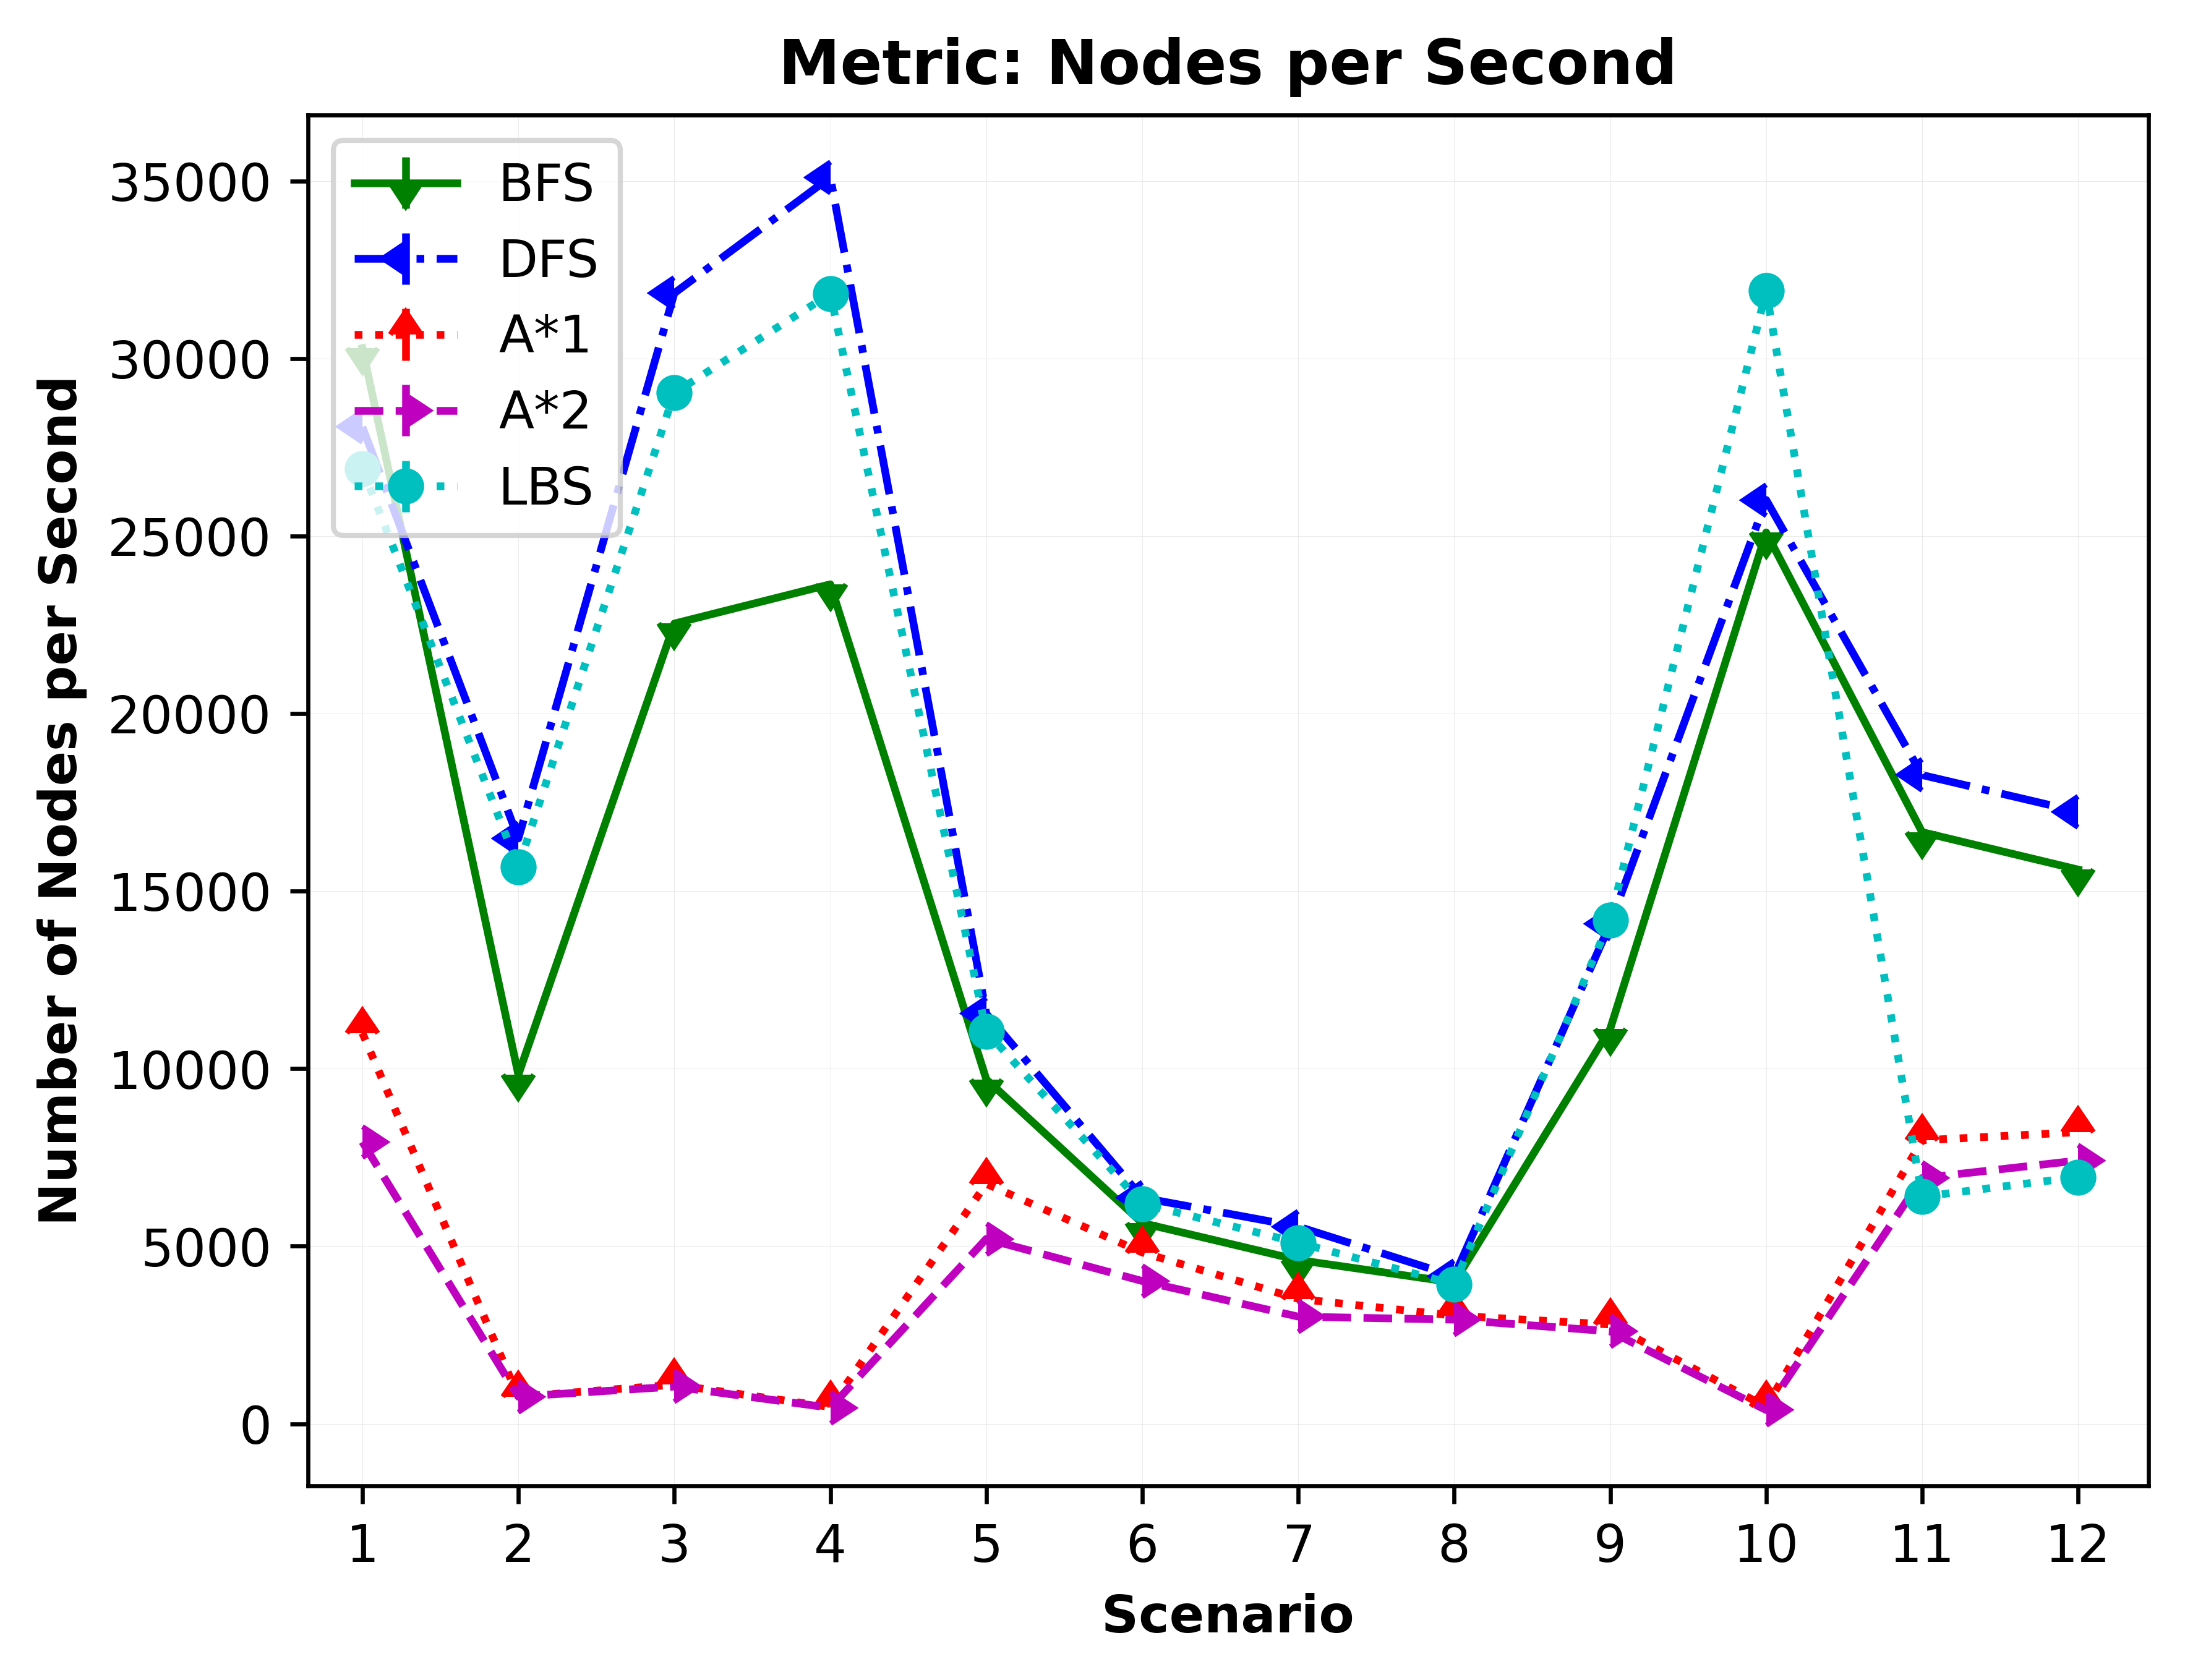 Metric: Nodes per Second
BFS
DFS
A*1
A*2
LBS
35000
30000
25000
20000
15000
10000
5000
0
Number of Nodes per Second
1 2 3 4 5 6 7 8 9 10 11 12
Scenario